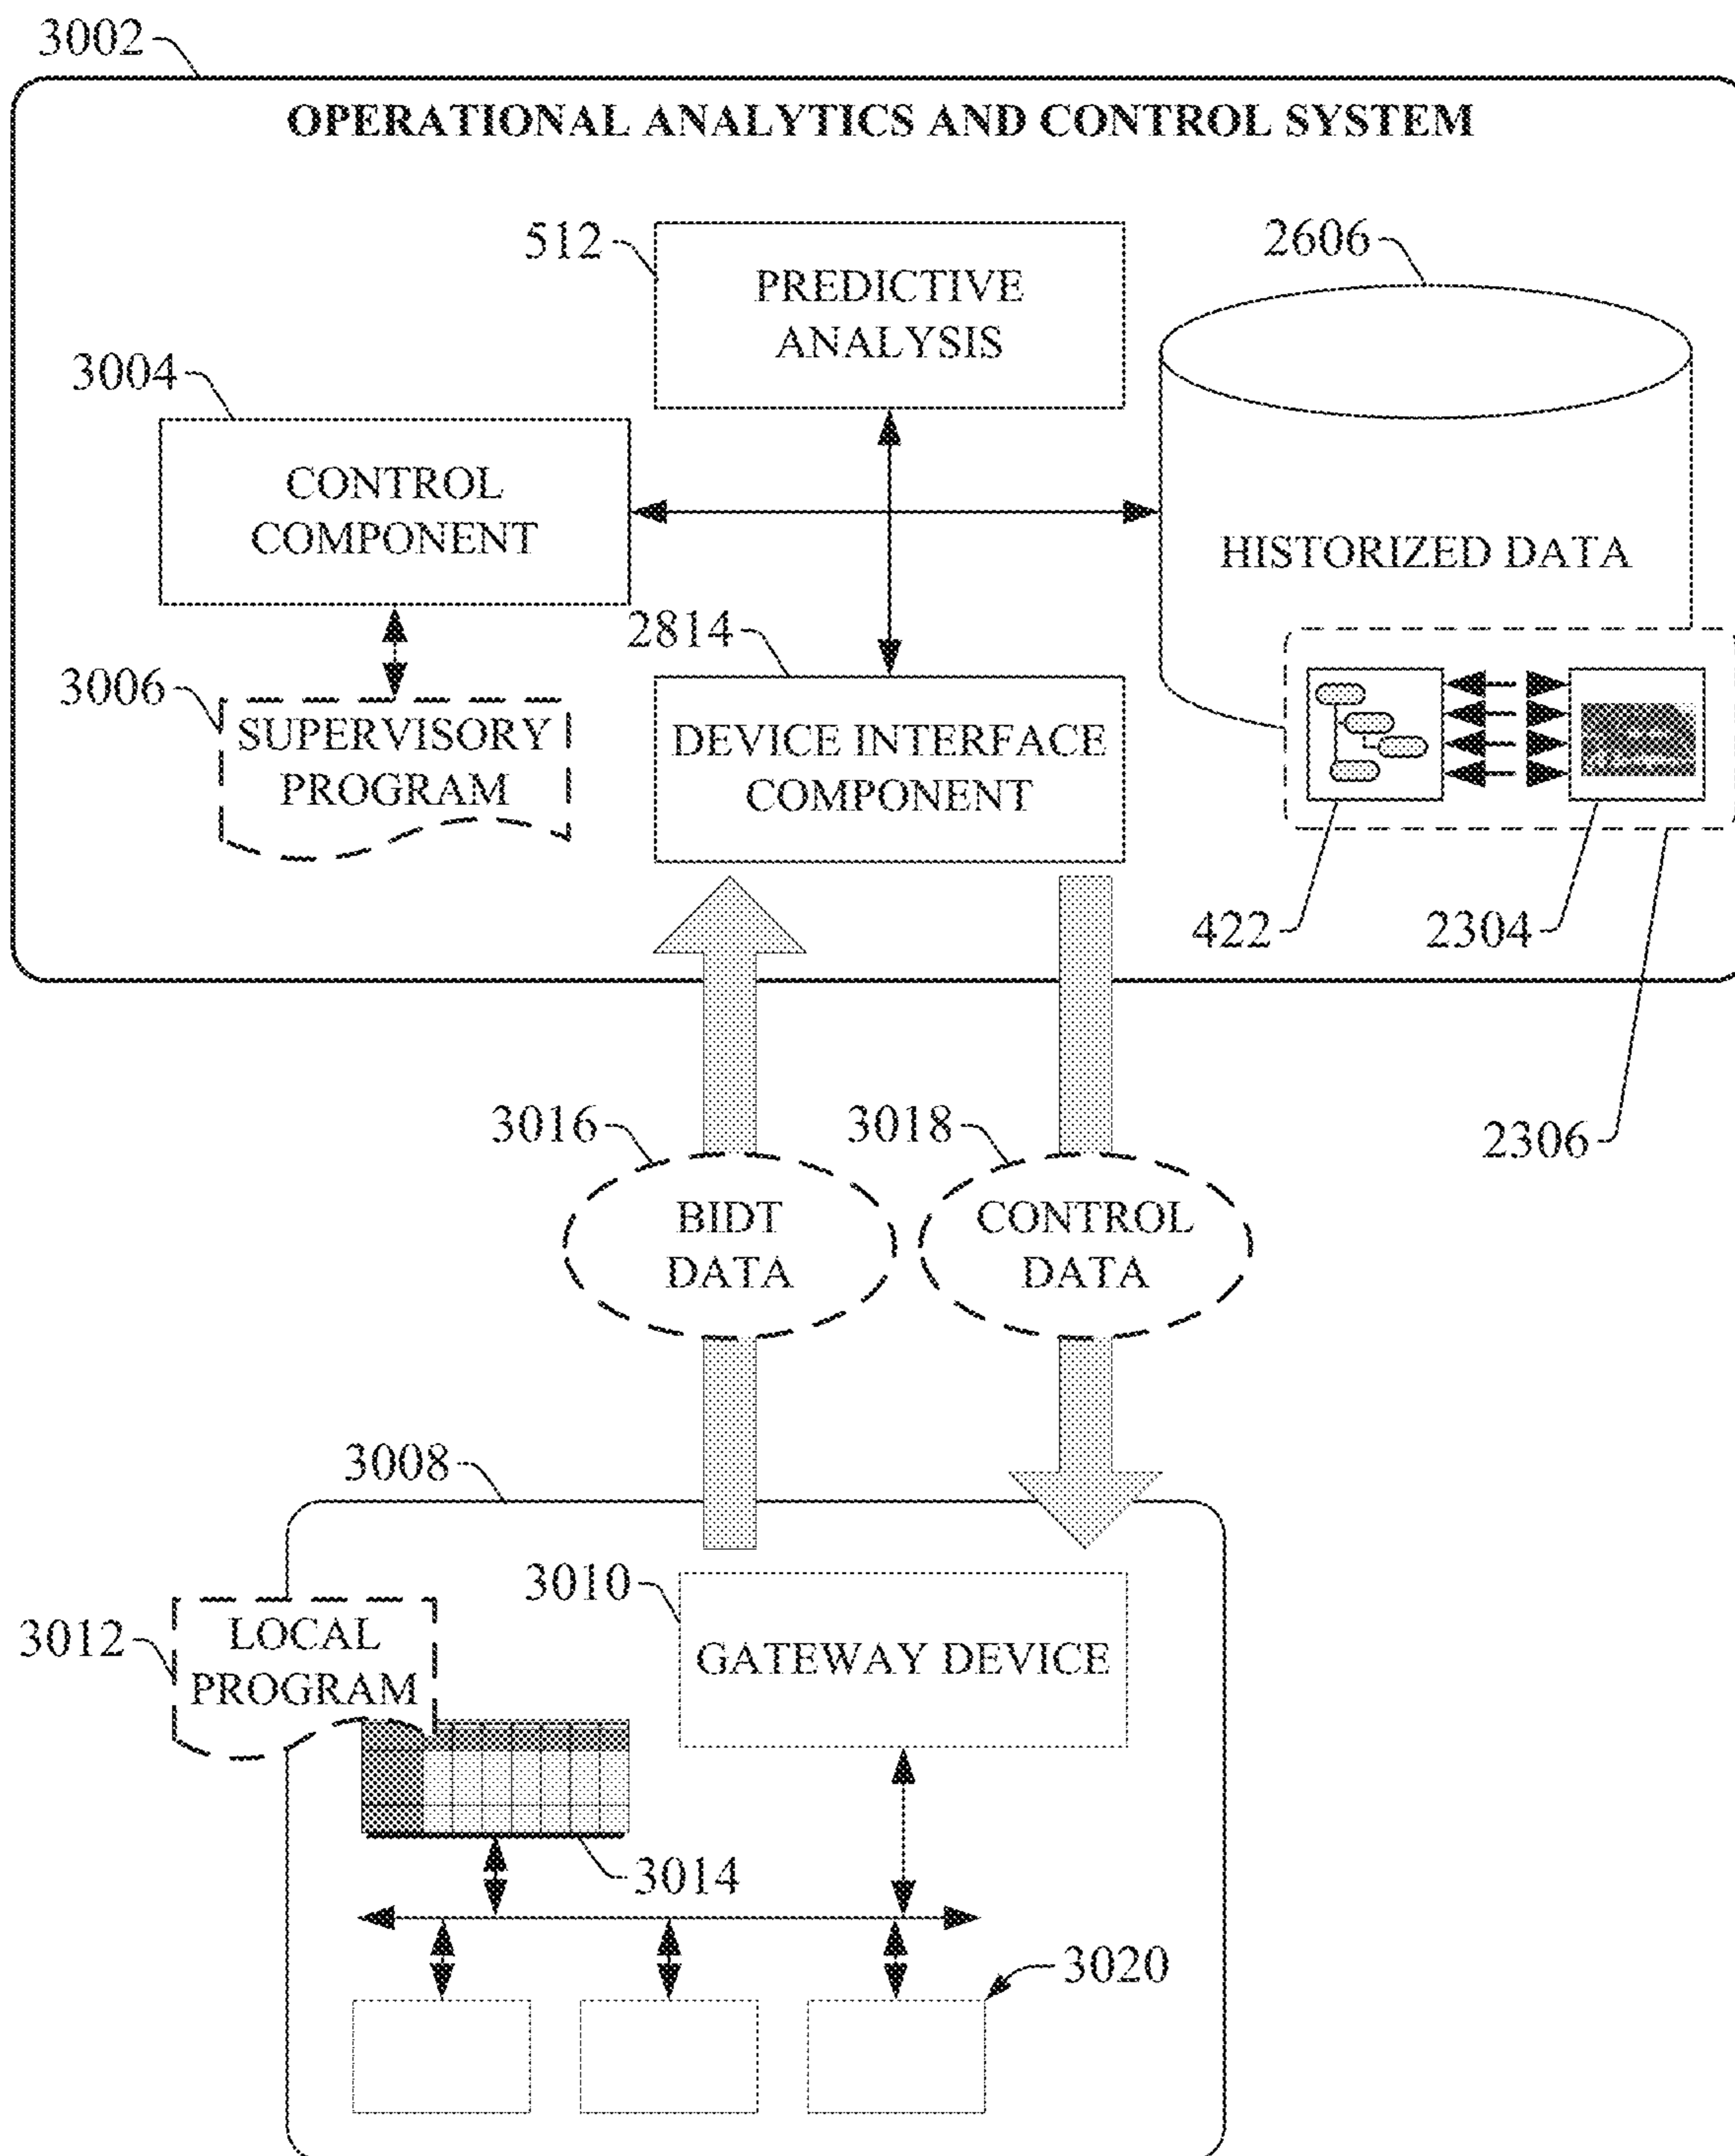 3002
OPERATIONAL ANALYTICS AND CONTROL SYSTEM
512
PREDICTIVE
ANALYSIS
2606
3004
CONTROL
COMPONENT
HISTORIZED DATA
2814
3006
SUPERVISORY
PROGRAM
DEVICE INTERFACE
COMPONENT
422
2304
2306
3016
3018
BIDT
DATA
CONTROL
DATA
3008
3010
3012
LOCAL
PROGRAM
GATEWAY DEVICE
3014
3020